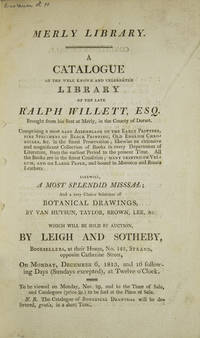 MERLY LIBRARY.
A
CATALOGUE
OF THE WELL KNOWN AND CELEBRATED
LIBRARY
OF THE LATE
RALPH WILLETT, ESQ.
Brought from his Seat at Merly, in the County of Dorset.
Comprising a most rare Assemblage of the Early Printers,
fine Specimens of Black Printing, Old English Chro-
nicles, &c. in the finest Preservation; likewise an extensive
and magnificent Collection of Books in every Department of
Literature, from the earliest Period to the present Time. All
the Books are in the finest Condition; many printed on Vel-
lum, and on Large Paper, and bound in Morocco and Russia
Leather.
LIKEWISE,
A MOST SPLENDID MISSSAL;
And a very Choice Selection of
BOTANICAL DRAWINGS,
BY VAN HUYSUN, TAYLOR, BROWN, LEE, &c.
WHICH WILL BE SOLD BY AUCTION,
BY LEIGH AND SOTHEBY,
Booksellers, at their House, No. 145, Strand,
opposite Catherine Street,
On Monday, December 6, 1813, and 16 follow-
ing Days (Sundays excepted), at Twelve o'Clock.
To be viewed on Monday, Nov. 29, and to the Time of Sale,
and Catalogues (price 5s.) to be had at the Place of Sale.
N. B. The Catalogue of Botanical Drawings will be de-
livered, gratis, in a short Time.